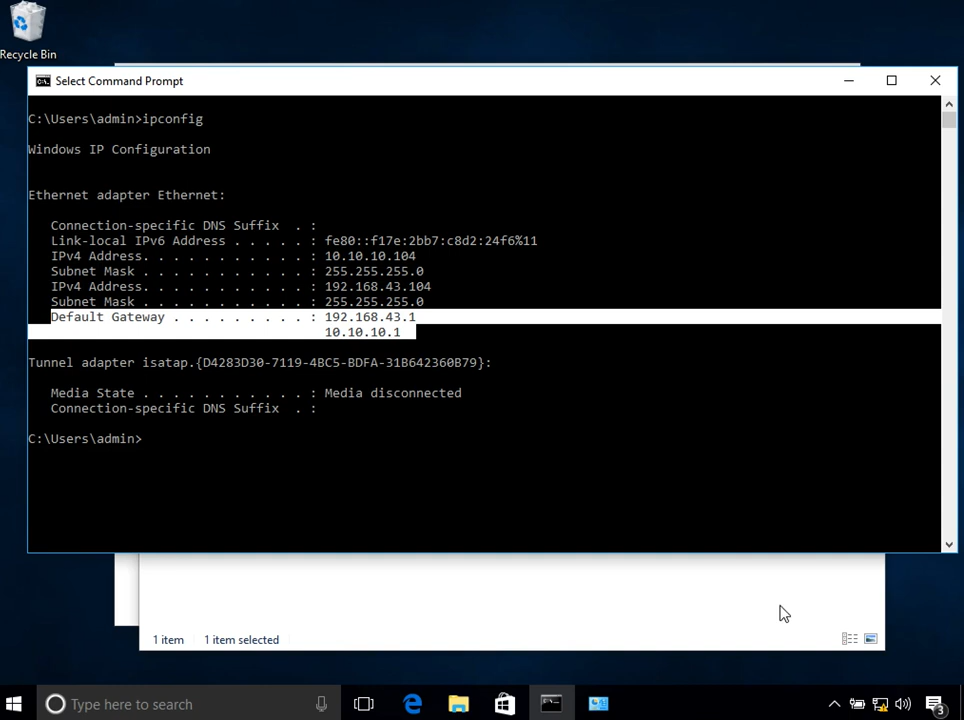 Recycle Bin
Select Command Prompt
C:\Users\admin>ipconfig
Windows IP Configuration
Ethernet adapter Ethernet:
Connection-specific DNS Suffix . :
Link-local IPv6 Address . . . . . : fe80::f17e:2bb7:c8d2:24f6%11
IPv4 Address. . . . . . . . . . . : 10.10.10.104
Subnet Mask . . . . . . . . . . . : 255.255.255.0
IPv4 Address. . . . . . . . . . . : 192.168.43.104
Subnet Mask . . . . . . . . . . . : 255.255.255.0
Default Gateway . . . . . . . . . : 192.168.43.1
10.10.10.1
Tunnel adapter isatap.{D4283D30-7119-4BC5-BDFA-31B642360B79}:
Media State . . . . . . . . . . . : Media disconnected
Connection-specific DNS Suffix . :
C:\Users\admin>
1 item 1 item selected
Type here to search
3